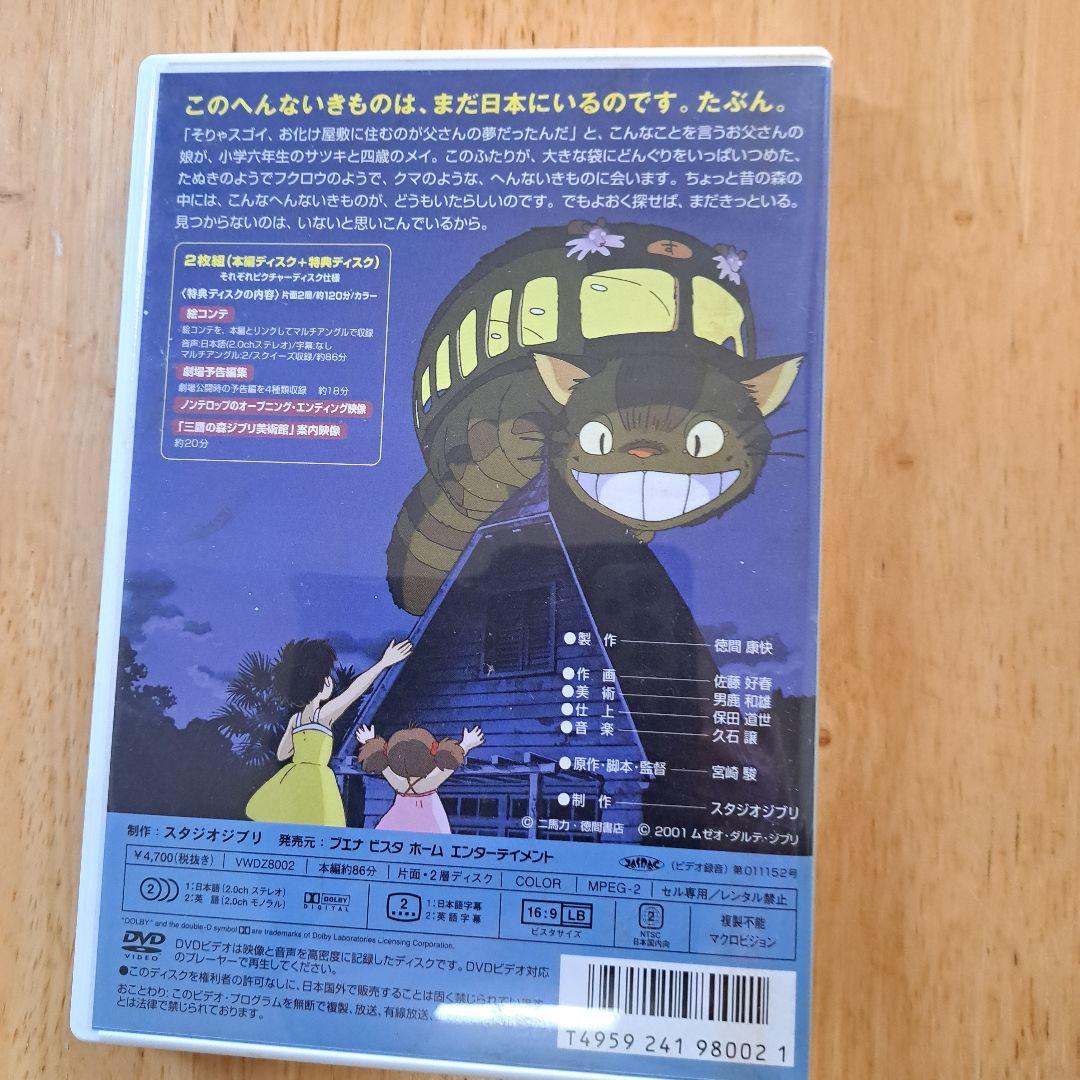 このへんないきものは、まだ日本にいるのです。たぶん。
「そりゃスゴイ、お化け屋敷に住むのが父さんの夢だったんだ」と、こんなことを言うお父さんの
娘が、小学六年生のサツキと四歳のメイ。このふたりが、大きな袋にどんぐりをいっぱいつめた、
たぬきのようでフクロウのようで、クマのような、へんないきものに会います。ちょっと昔の森の
中には、こんなへんないきものが、どうもいたらしいのです。でもよおく探せば、まだきっといる。
見つからないのは、いないと思いこんでいるから。
す
2枚組(本編ディスク+特典ディスク)
それぞれピクチャーディスク仕様
〈特典ディスクの内容〉片面2層/約120分/カラー
絵コンテ
絵コンテを、本編とリンクしてマルチアングルで収録
音声:日本語(2.0chステレオ)/字幕:なし
マルチアングル:2/スクイーズ収録/約86分
劇場予告編集
劇場公開時の予告編を4種類収録 約18分
ノンテロップのオープニング・エンディング映像
「三鷹の森ジブリ美術館」案内映像
約20分
●製作 徳間 康快
●作画 佐藤 好春
●美術 男鹿 和雄
●仕上 保田 道世
●音楽 久石 譲
●原作・脚本・監督 宮崎 駿
●制作 スタジオジブリ
© 二馬力・徳間書店 © 2001 ムゼオ・ダルテ・ジブリ
制作：スタジオジブリ 発売元：ブエナ ビスタ ホーム エンターテイメント
JASRAC (ビデオ録音) 第011152号
¥4,700(税抜き) VWDZ8002 本編約86分 片面・2層ディスク COLOR MPEG-2 セル専用/レンタル禁止
2 1:日本語(2.0ch ステレオ)
2:英 語(2.0ch モノラル)
DOLBY DIGITAL
2 1:日本語字幕
2:英語字幕
16:9 LB
ビスタサイズ
2
NTSC
日本国内向
複製不能
マクロビジョン
"DOLBY" and the double-D symbol are trademarks of Dolby Laboratories Licensing Corporation.
DVD VIDEO
DVDビデオは映像と音声を高密度に記録したディスクです。DVDビデオ対応
のプレーヤーで再生してください。
●このディスクを権利者の許可なしに、日本国外で販売することは固く禁じられています。
おことわり:このビデオ・プログラムを無断で複製、放送、有線放送、
とは法律で禁じられております。
T4959 241 98002 1